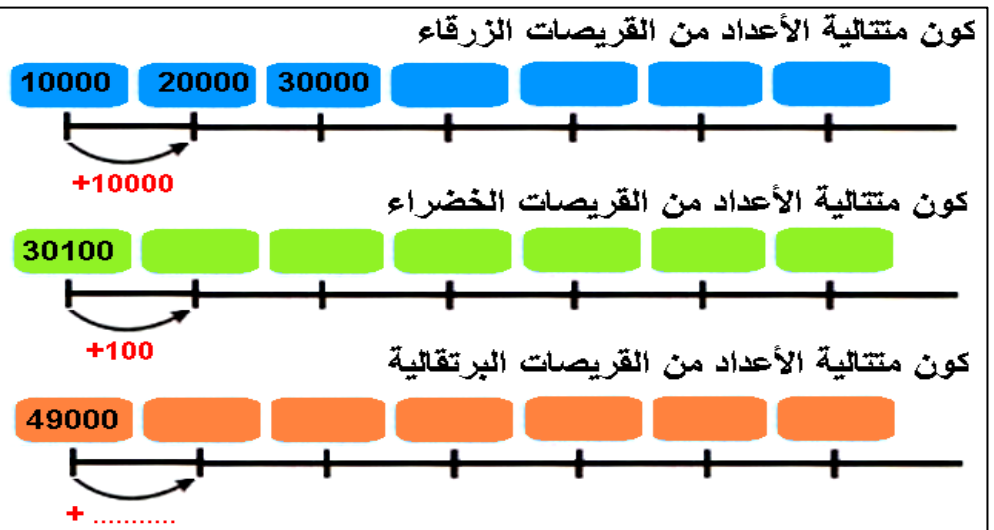 كون متتالية الأعداد من القريصات الزرقاء
10000 20000 30000
+10000
كون متتالية الأعداد من القريصات الخضراء
30100
+100
كون متتالية الأعداد من القريصات البرتقالية
49000
+ ...........